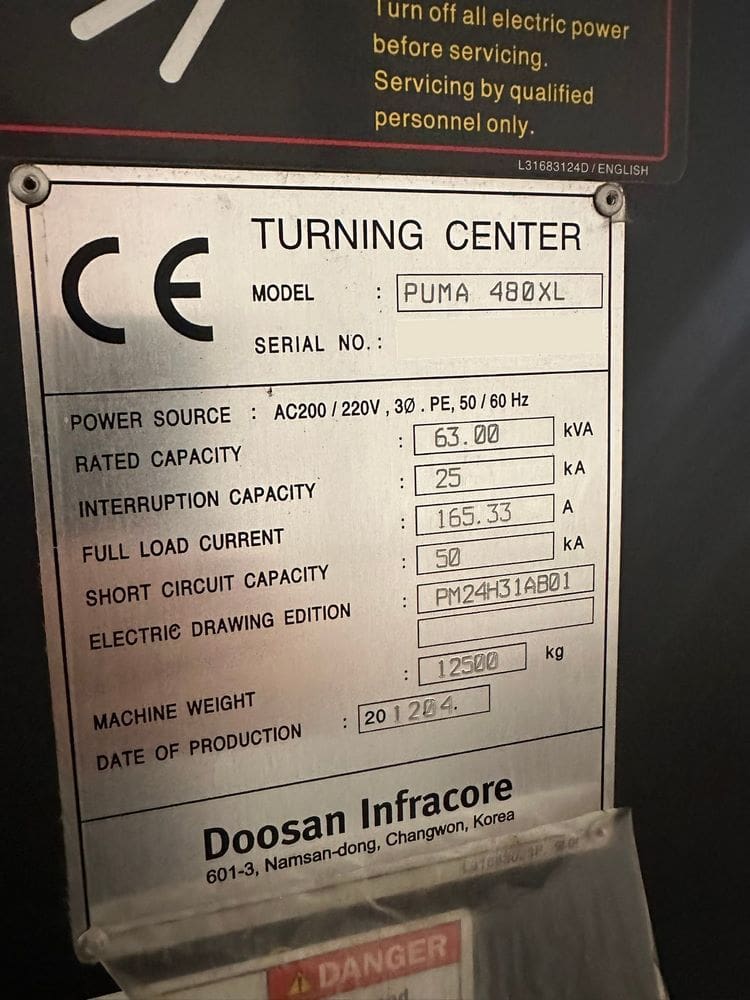 Turn off all electric power
before servicing.
Servicing by qualified
personnel only.
L31683124D / ENGLISH
CE
TURNING CENTER
MODEL : PUMA 480XL
SERIAL NO. :
POWER SOURCE : AC200 / 220V , 3Ø . PE, 50 / 60 Hz
RATED CAPACITY : 63.00 kVA
INTERRUPTION CAPACITY : 25 kA
FULL LOAD CURRENT : 165.33 A
SHORT CIRCUIT CAPACITY : 50 kA
ELECTRIC DRAWING EDITION : PM24H31AB01
MACHINE WEIGHT : 12500 kg
DATE OF PRODUCTION : 201204.
Doosan Infracore
601-3, Namsan-dong, Changwon, Korea
DANGER